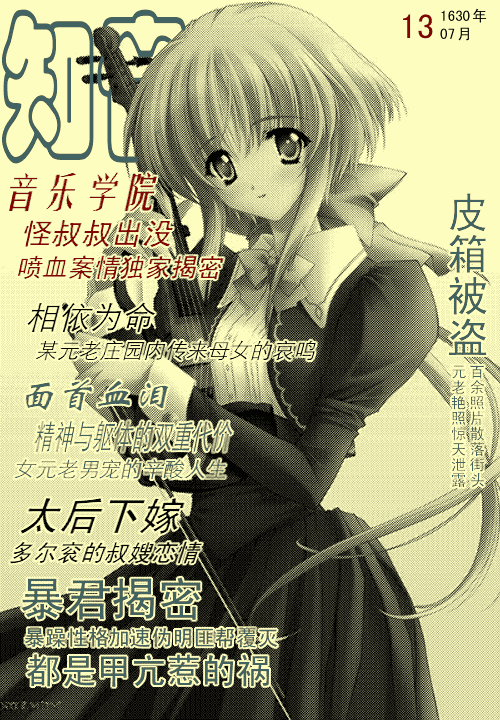 知音
13 1630年
07月
音乐学院
怪叔叔出没
喷血案情独家揭密
相依为命
某元老庄园内传来母女的哀鸣
面首血泪
精神与躯体的双重代价
女元老男宠的辛酸人生
太后下嫁
多尔衮的叔嫂恋情
暴君揭密
暴躁性格加速伪明匪帮覆灭
都是甲亢惹的祸
皮箱被盗
百余照片散落街头
元老艳照惊天泄露